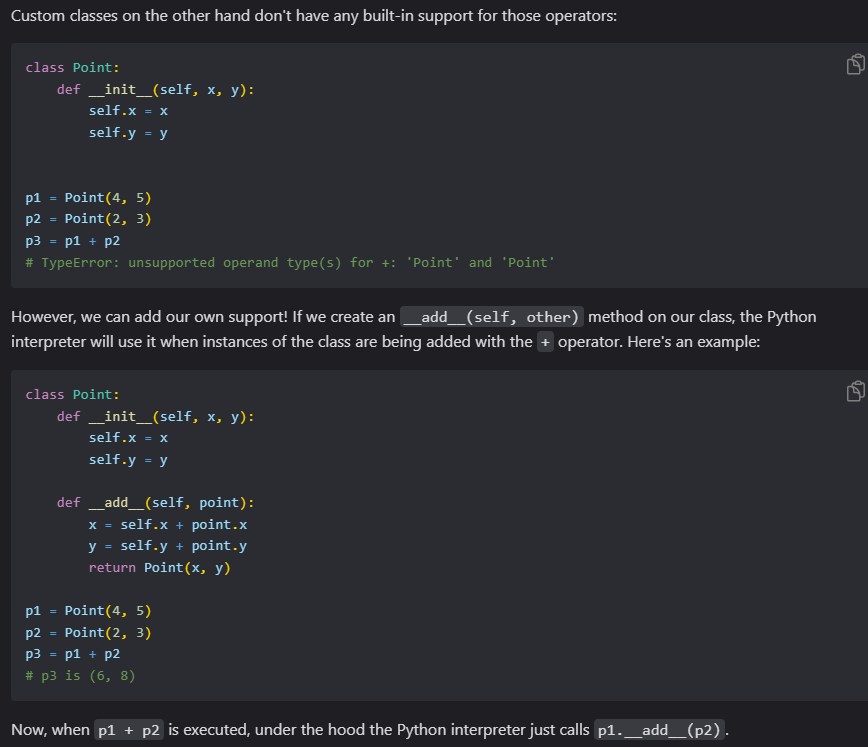 Custom classes on the other hand don't have any built-in support for those operators:
class Point:
    def __init__(self, x, y):
        self.x = x
        self.y = y
p1 = Point(4, 5)
p2 = Point(2, 3)
p3 = p1 + p2
# TypeError: unsupported operand type(s) for +: 'Point' and 'Point'
However, we can add our own support! If we create an __add__(self, other) method on our class, the Python
interpreter will use it when instances of the class are being added with the + operator. Here's an example:
class Point:
    def __init__(self, x, y):
        self.x = x
        self.y = y
    def __add__(self, point):
        x = self.x + point.x
        y = self.y + point.y
        return Point(x, y)
p1 = Point(4, 5)
p2 = Point(2, 3)
p3 = p1 + p2
# p3 is (6, 8)
Now, when p1 + p2 is executed, under the hood the Python interpreter just calls p1.__add__(p2).